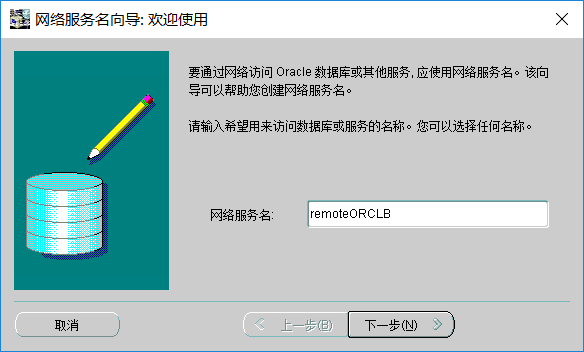 网络服务名向导: 欢迎使用
要通过网络访问 Oracle 数据库或其他服务, 应使用网络服务名。该向
导可以帮助您创建网络服务名。
请输入希望用来访问数据库或服务的名称。您可以选择任何名称。
网络服务名:
remoteORCLB
取消
上一步(B)
下一步(N)